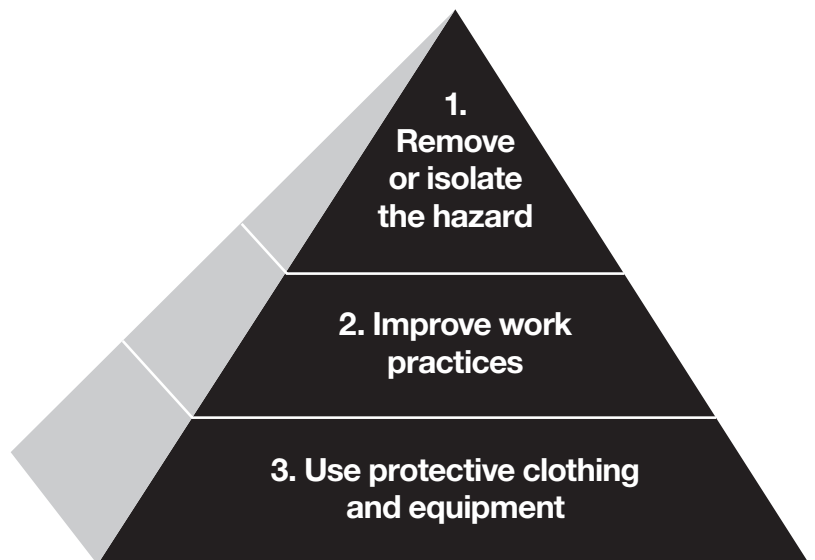 1.
Remove
or isolate
the hazard
2. Improve work
practices
3. Use protective clothing
and equipment